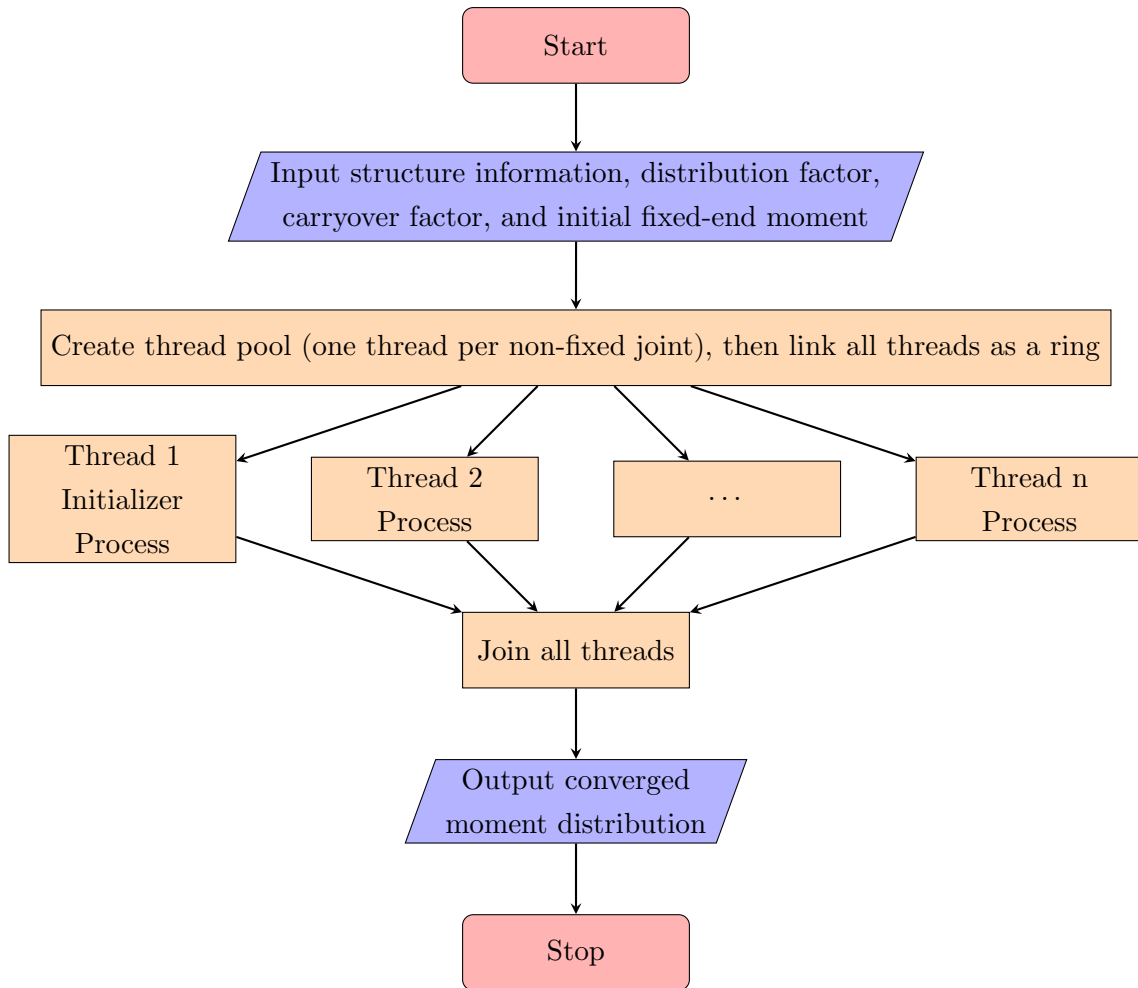 Start
Input structure information, distribution factor,
carryover factor, and initial fixed-end moment
Create thread pool (one thread per non-fixed joint), then link all threads as a ring
Thread 1
Initializer
Process
Thread 2
Process
. . .
Thread n
Process
Join all threads
Output converged
moment distribution
Stop